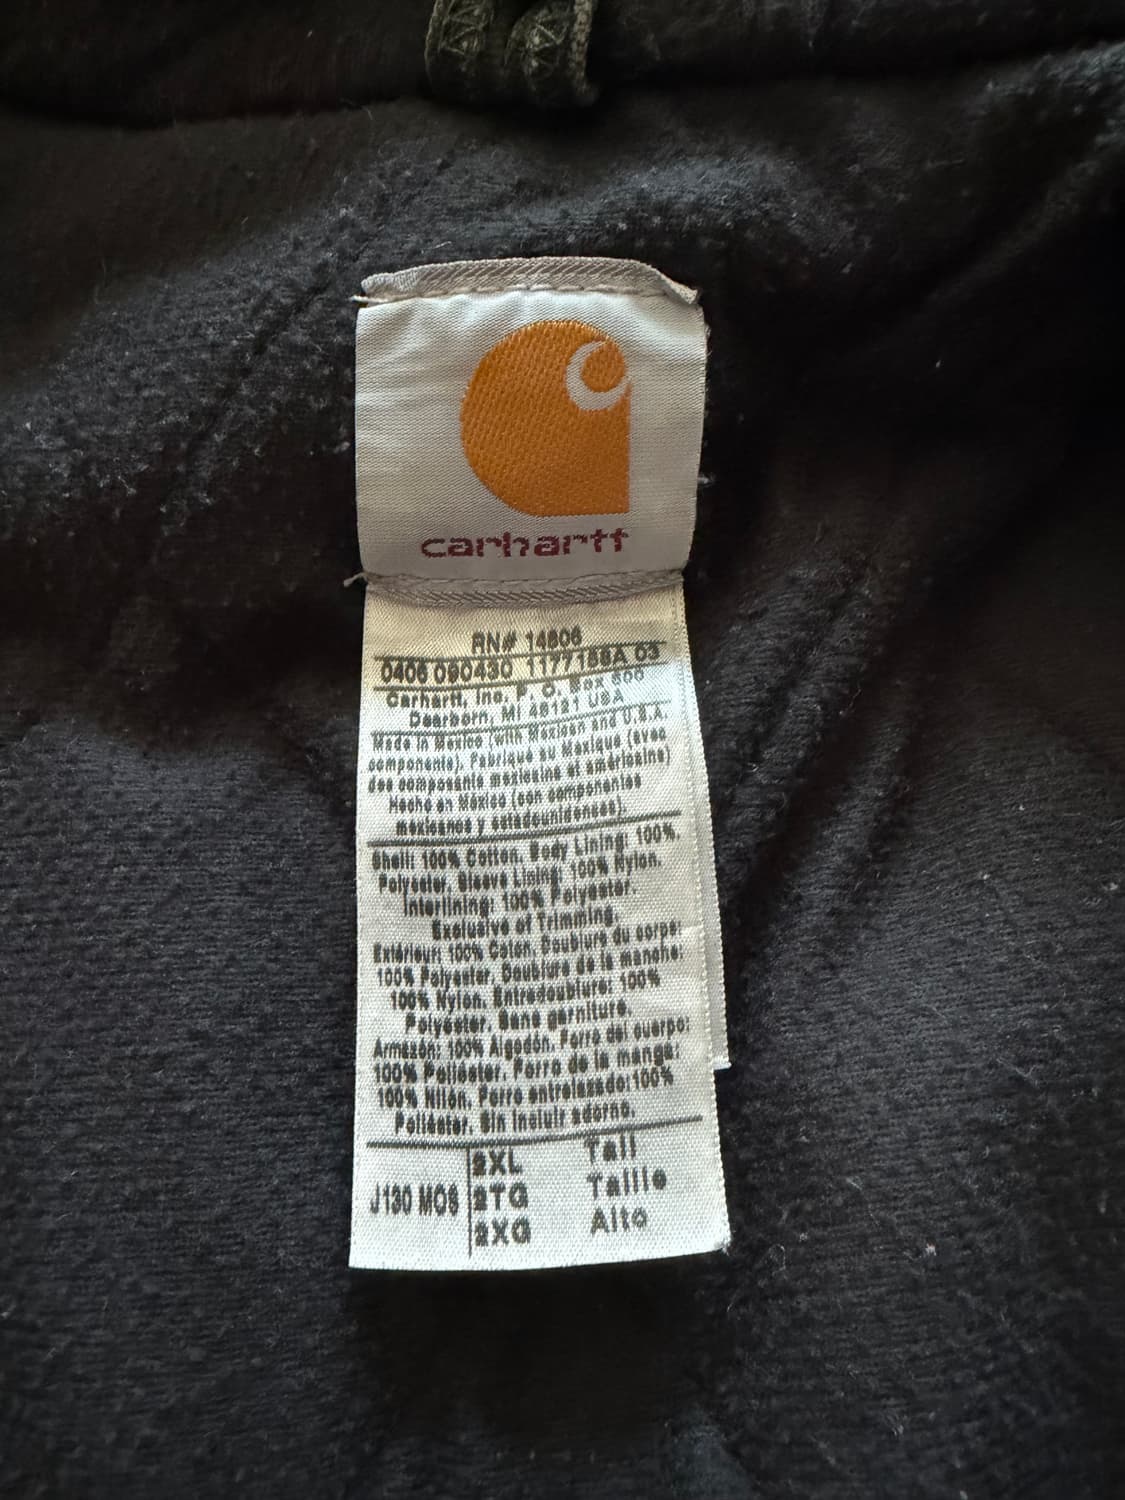 carhartt
RN# 14806
0406 090430 1177188A 03
Carhartt, Inc. P. O. Box 600
Dearborn, MI 48121 USA
Made in Mexico (with Mexican and U.S.A.
components). Fabriqué su Mexique (avec
des composants mexicains et américains)
Hecho en México (con componentes
mexicanos y estadounidenses).
Shell: 100% Cotton, Body Lining: 100%
Polyester, Sleeve Lining: 100% Nylon.
Interlining: 100% Polyester.
Exclusive of Trimming.
Extérieur: 100% Coton, Doublure du corps:
100% Polyester, Doublure de la manche:
100% Nylon. Entredoublure: 100%
Polyester. Sans garniture.
Armazón: 100% Algodón, Forro del cuerpo:
100% Poliéster, Forro de la manga:
100% Nilón, Forro entrelazado: 100%
Poliéster. Sin incluir adorno.
J130 MOS
2XL Tall
2TG Taille
2XG Alto